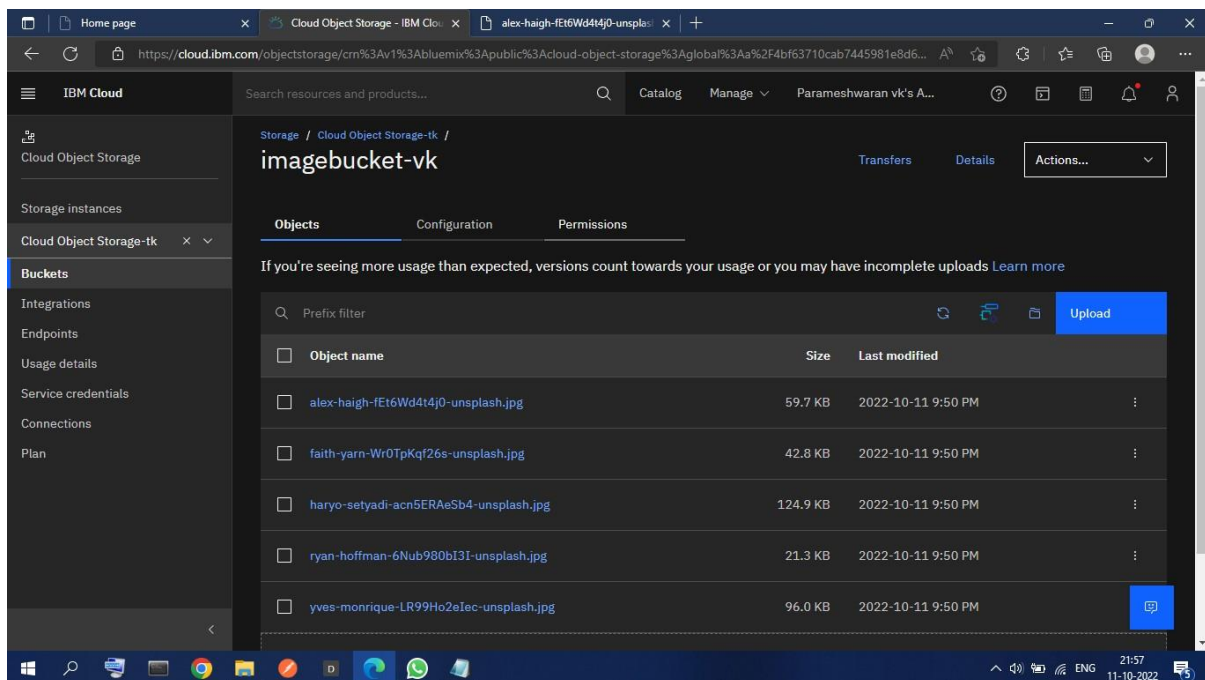 Home page
Cloud Object Storage - IBM Clou
alex-haigh-fEt6Wd4t4j0-unsplas
https://cloud.ibm.com/objectstorage/crn%3Av1%3Abluemix%3Apublic%3Acloud-object-storage%3Aglobal%3Aa%2F4bf63710cab7445981e8d6...
IBM Cloud
Search resources and products...
Catalog
Manage
Parameshwaran vk's A...
Cloud Object Storage
Storage instances
Cloud Object Storage-tk
Buckets
Integrations
Endpoints
Usage details
Service credentials
Connections
Plan
Storage / Cloud Object Storage-tk /
imagebucket-vk
Transfers
Details
Actions...
Objects
Configuration
Permissions
If you're seeing more usage than expected, versions count towards your usage or you may have incomplete uploads Learn more
Prefix filter
Upload
Object name Size Last modified
alex-haigh-fEt6Wd4t4j0-unsplash.jpg 59.7 KB 2022-10-11 9:50 PM
faith-yarn-Wr0TpKqf26s-unsplash.jpg 42.8 KB 2022-10-11 9:50 PM
haryo-setyadi-acn5ERAeSb4-unsplash.jpg 124.9 KB 2022-10-11 9:50 PM
ryan-hoffman-6Nub980bI3I-unsplash.jpg 21.3 KB 2022-10-11 9:50 PM
yves-monrique-LR99Ho2eIec-unsplash.jpg 96.0 KB 2022-10-11 9:50 PM
D
ENG
21:57
11-10-2022
5